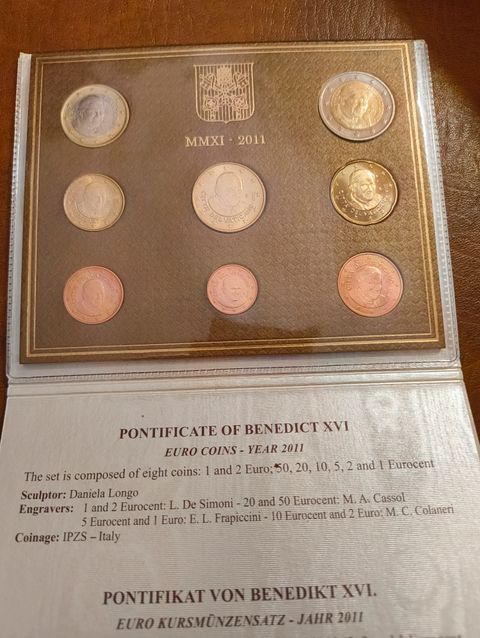 MMXI · 2011
PONTIFICATE OF BENEDICT XVI
EURO COINS - YEAR 2011
The set is composed of eight coins: 1 and 2 Euro; 50, 20, 10, 5, 2 and 1 Eurocent
Sculptor: Daniela Longo
Engravers: 1 and 2 Eurocent: L. De Simoni - 20 and 50 Eurocent: M. A. Cassol
5 Eurocent and 1 Euro: E. L. Frapiccini - 10 Eurocent and 2 Euro: M. C. Colaneri
Coinage: IPZS – Italy
PONTIFIKAT VON BENEDIKT XVI.
EURO KURSMÜNZENSATZ - JAHR 2011